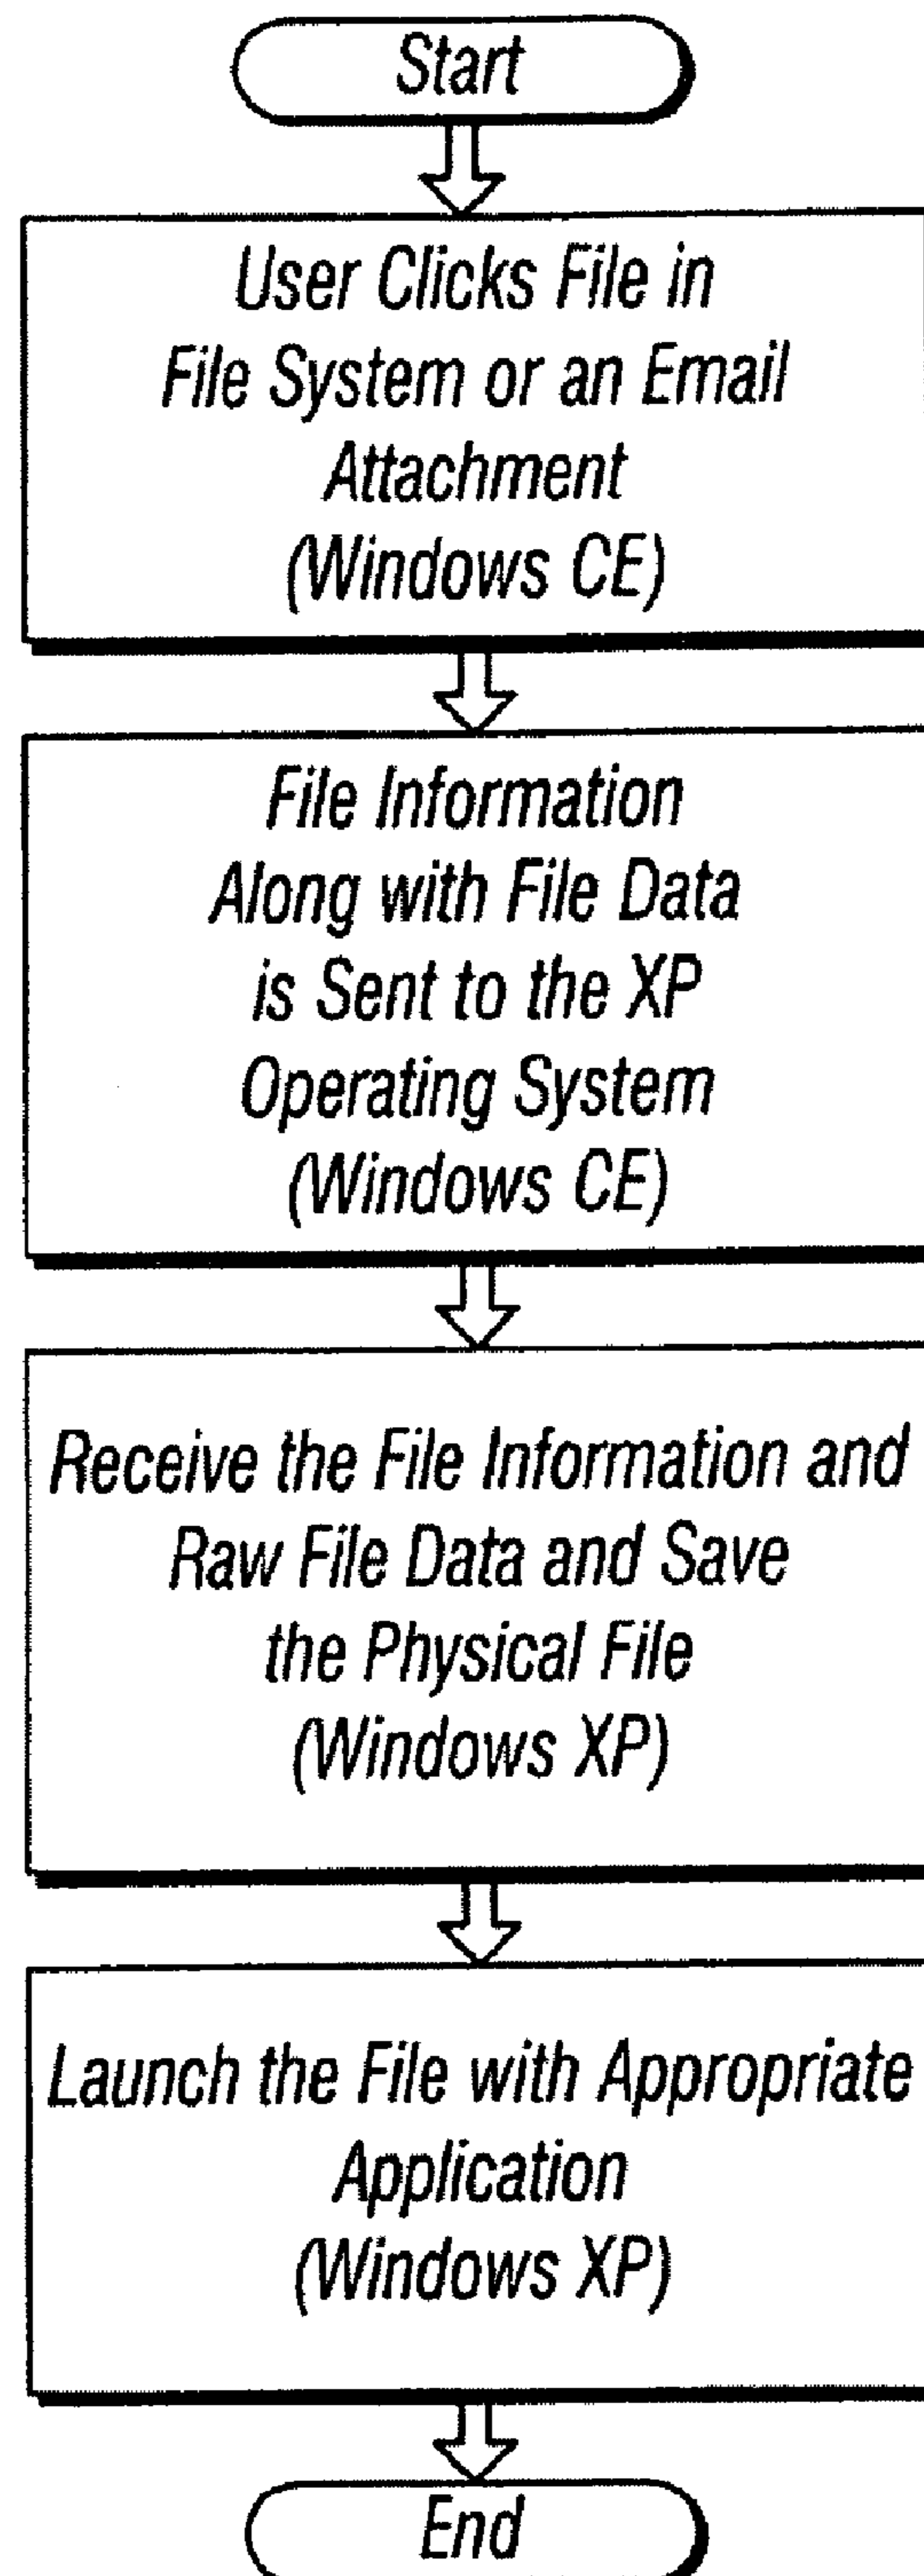 Start
User Clicks File in
File System or an Email
Attachment
(Windows CE)
File Information
Along with File Data
is Sent to the XP
Operating System
(Windows CE)
Receive the File Information and
Raw File Data and Save
the Physical File
(Windows XP)
Launch the File with Appropriate
Application
(Windows XP)
End